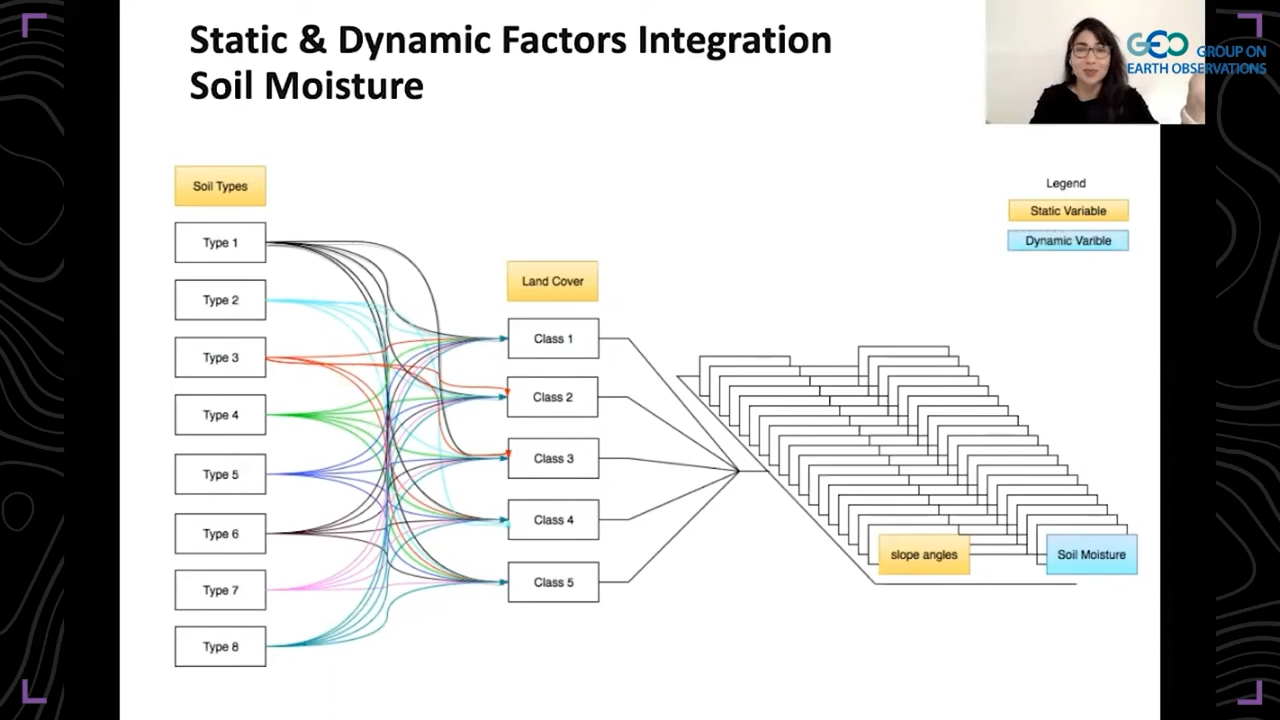 Static & Dynamic Factors Integration
Soil Moisture
GEO GROUP ON
EARTH OBSERVATIONS
Soil Types
Type 1
Type 2
Type 3
Type 4
Type 5
Type 6
Type 7
Type 8
Land Cover
Class 1
Class 2
Class 3
Class 4
Class 5
Legend
Static Variable
Dynamic Varible
slope angles
Soil Moisture